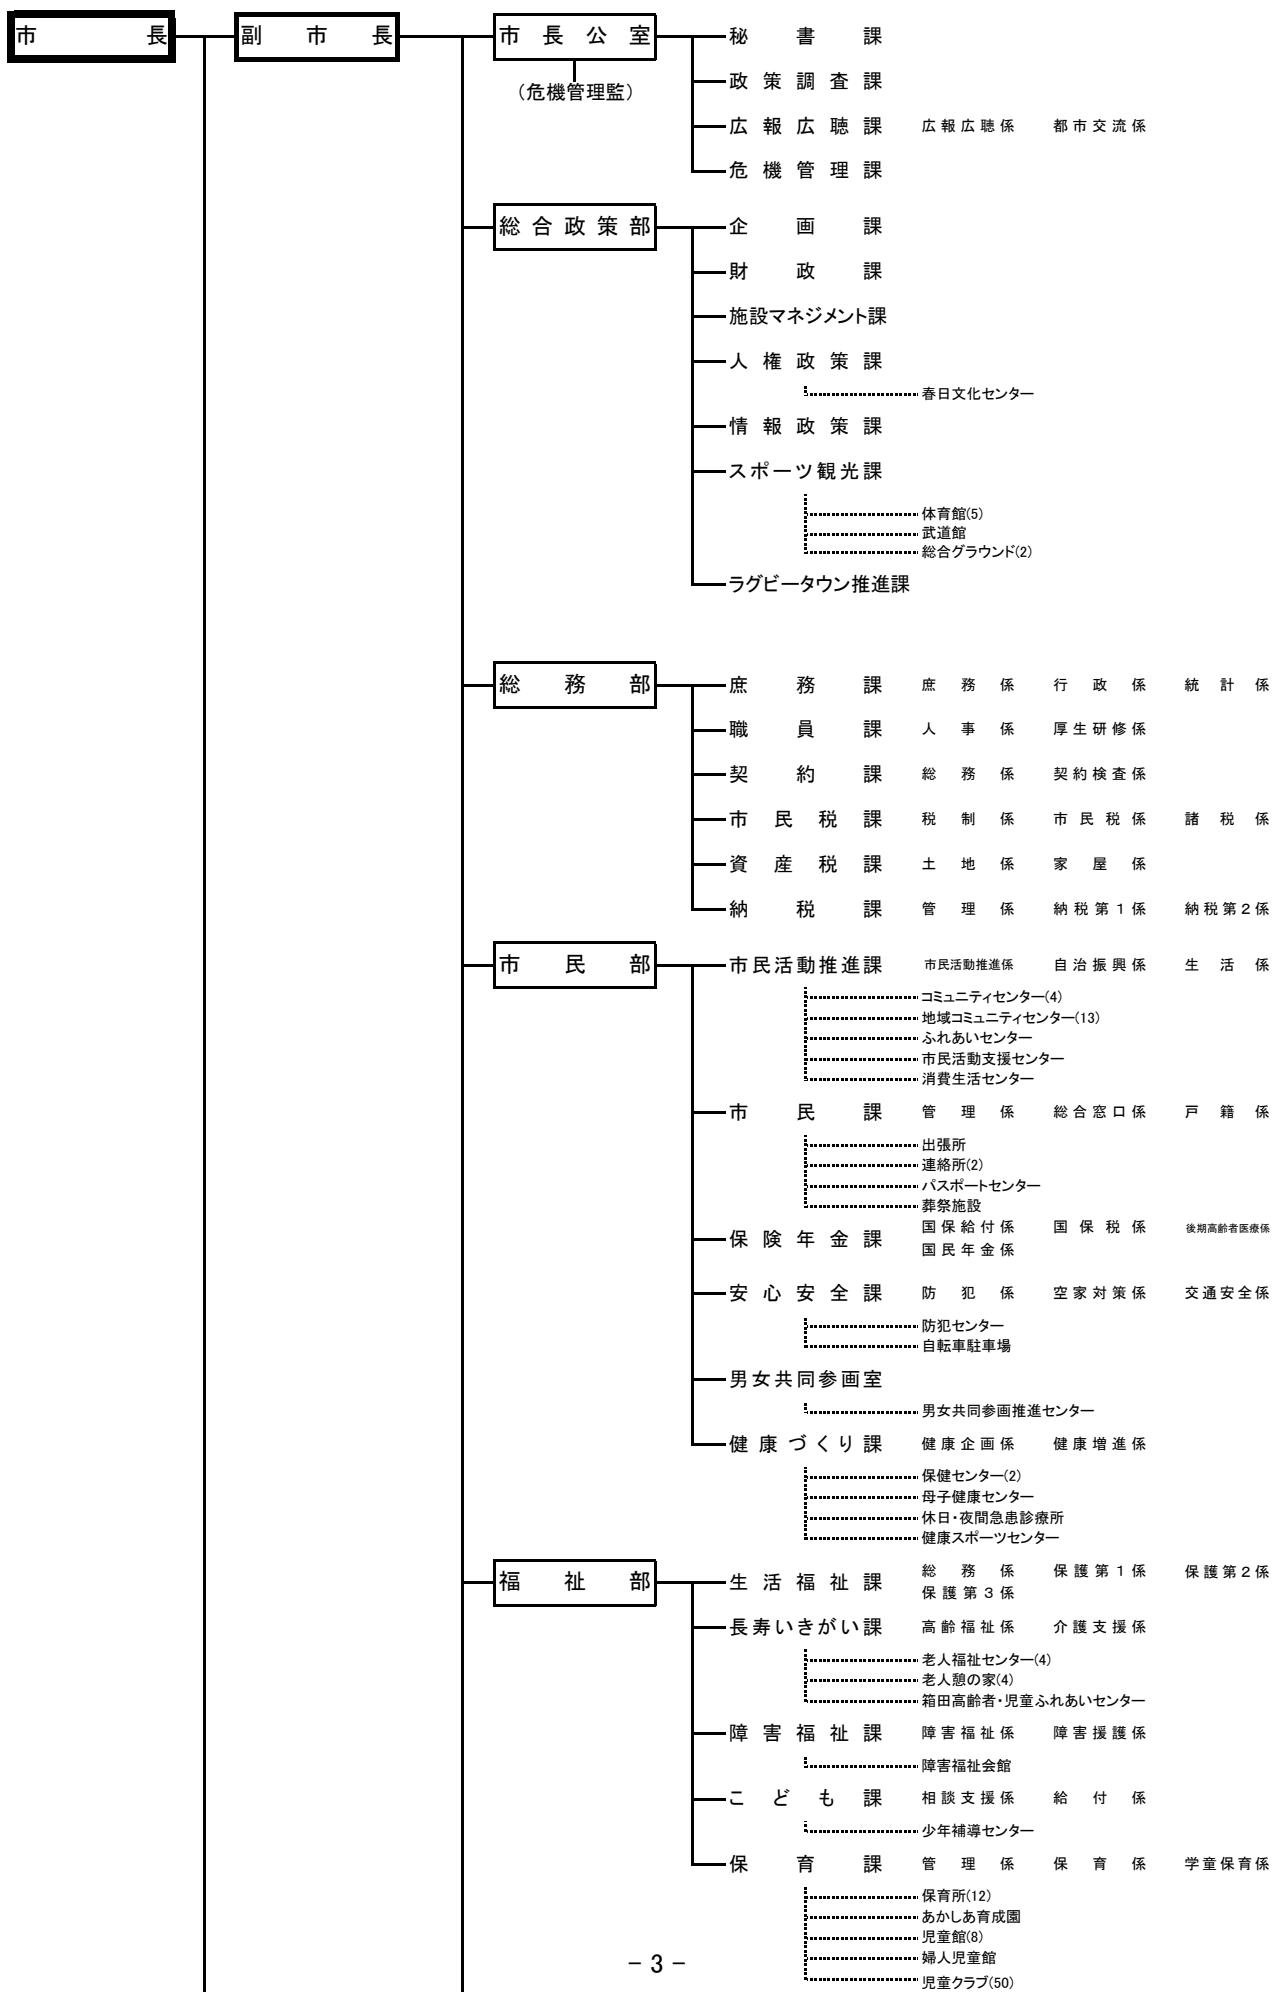 市長 副市長 市長公室 秘書課
(危機管理監)
政策調査課
広報広聴課 広報広聴係 都市交流係
危機管理課
総合政策部 企画課
財政課
施設マネジメント課
人権政策課
春日文化センター
情報政策課
スポーツ観光課
体育館(5)
武道館
総合グラウンド(2)
ラグビータウン推進課
総務部 庶務課 庶務係 行政係 統計係
職員課 人事係 厚生研修係
契約課 総務係 契約検査係
市民税課 税制係 市民税係 諸税係
資産税課 土地係 家屋係
納税課 管理係 納税第1係 納税第2係
市民部 市民活動推進課 市民活動推進係 自治振興係 生活係
コミュニティセンター(4)
地域コミュニティセンター(13)
ふれあいセンター
市民活動支援センター
消費生活センター
市民課 管理係 総合窓口係 戸籍係
出張所
連絡所(2)
パスポートセンター
葬祭施設
保険年金課 国保給付係 国保税係 後期高齢者医療係
国民年金係
安心安全課 防犯係 空家対策係 交通安全係
防犯センター
自転車駐車場
男女共同参画室
男女共同参画推進センター
健康づくり課 健康企画係 健康増進係
保健センター(2)
母子健康センター
休日・夜間急患診療所
健康スポーツセンター
福祉部 生活福祉課 総務係 保護第1係 保護第2係
保護第3係
長寿いきがい課 高齢福祉係 介護支援係
老人福祉センター(4)
老人憩の家(4)
箱田高齢者・児童ふれあいセンター
障害福祉課 障害福祉係 障害援護係
障害福祉会館
こども課 相談支援係 給付係
少年補導センター
保育課 管理係 保育係 学童保育係
保育所(12)
あかしあ育成園
児童館(8)
婦人児童館
児童クラブ(50)
－3－